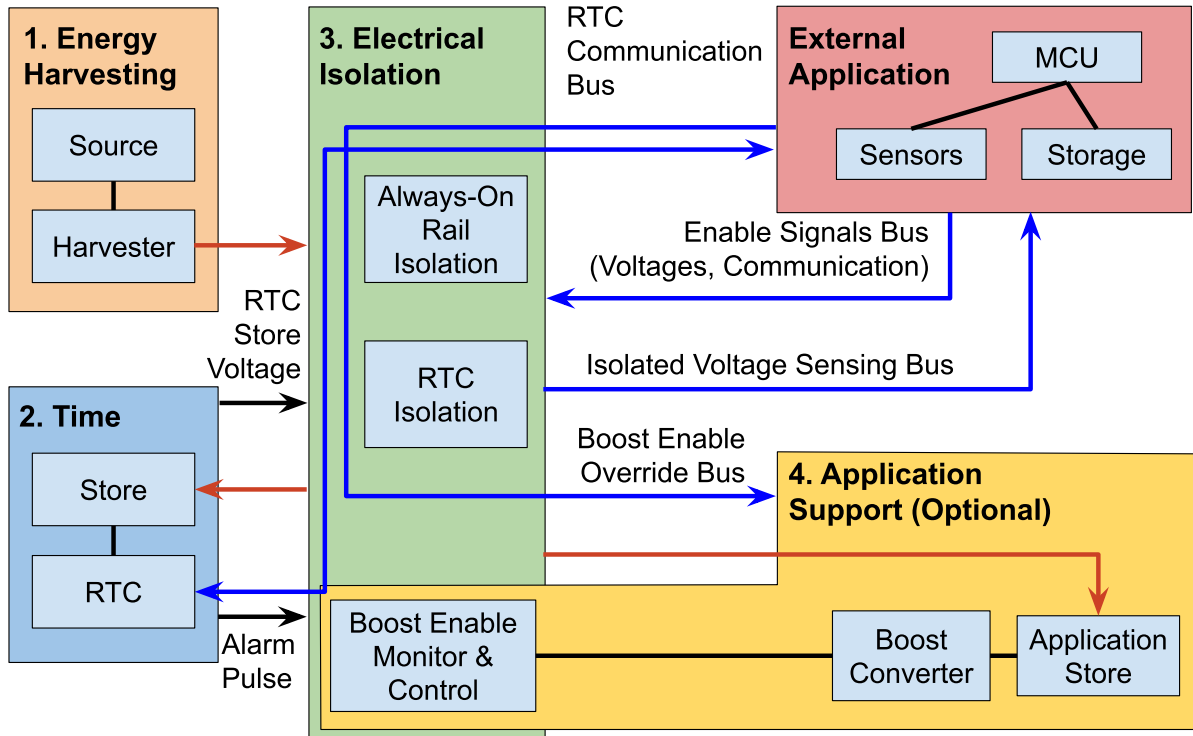 1. Energy
Harvesting
Source
Harvester
RTC
Store
Voltage
2. Time
Store
RTC
Alarm
Pulse
3. Electrical
Isolation
Always-On
Rail
Isolation
RTC
Isolation
RTC
Communication
Bus
External
Application
MCU
Sensors
Storage
Enable Signals Bus
(Voltages, Communication)
Isolated Voltage Sensing Bus
Boost Enable
Override Bus
4. Application
Support (Optional)
Boost Enable
Monitor &
Control
Boost
Converter
Application
Store